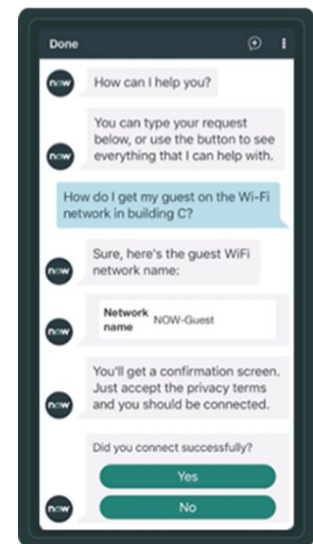 Done
How can I help you?
now
You can type your request
below, or use the button to see
everything that I can help with.
now
How do I get my guest on the Wi-Fi
network in building C?
Sure, here's the guest WiFi
network name:
now
Network
name NOW-Guest
now
You'll get a confirmation screen.
Just accept the privacy terms
and you should be connected.
now
Did you connect successfully?
Yes
No
now